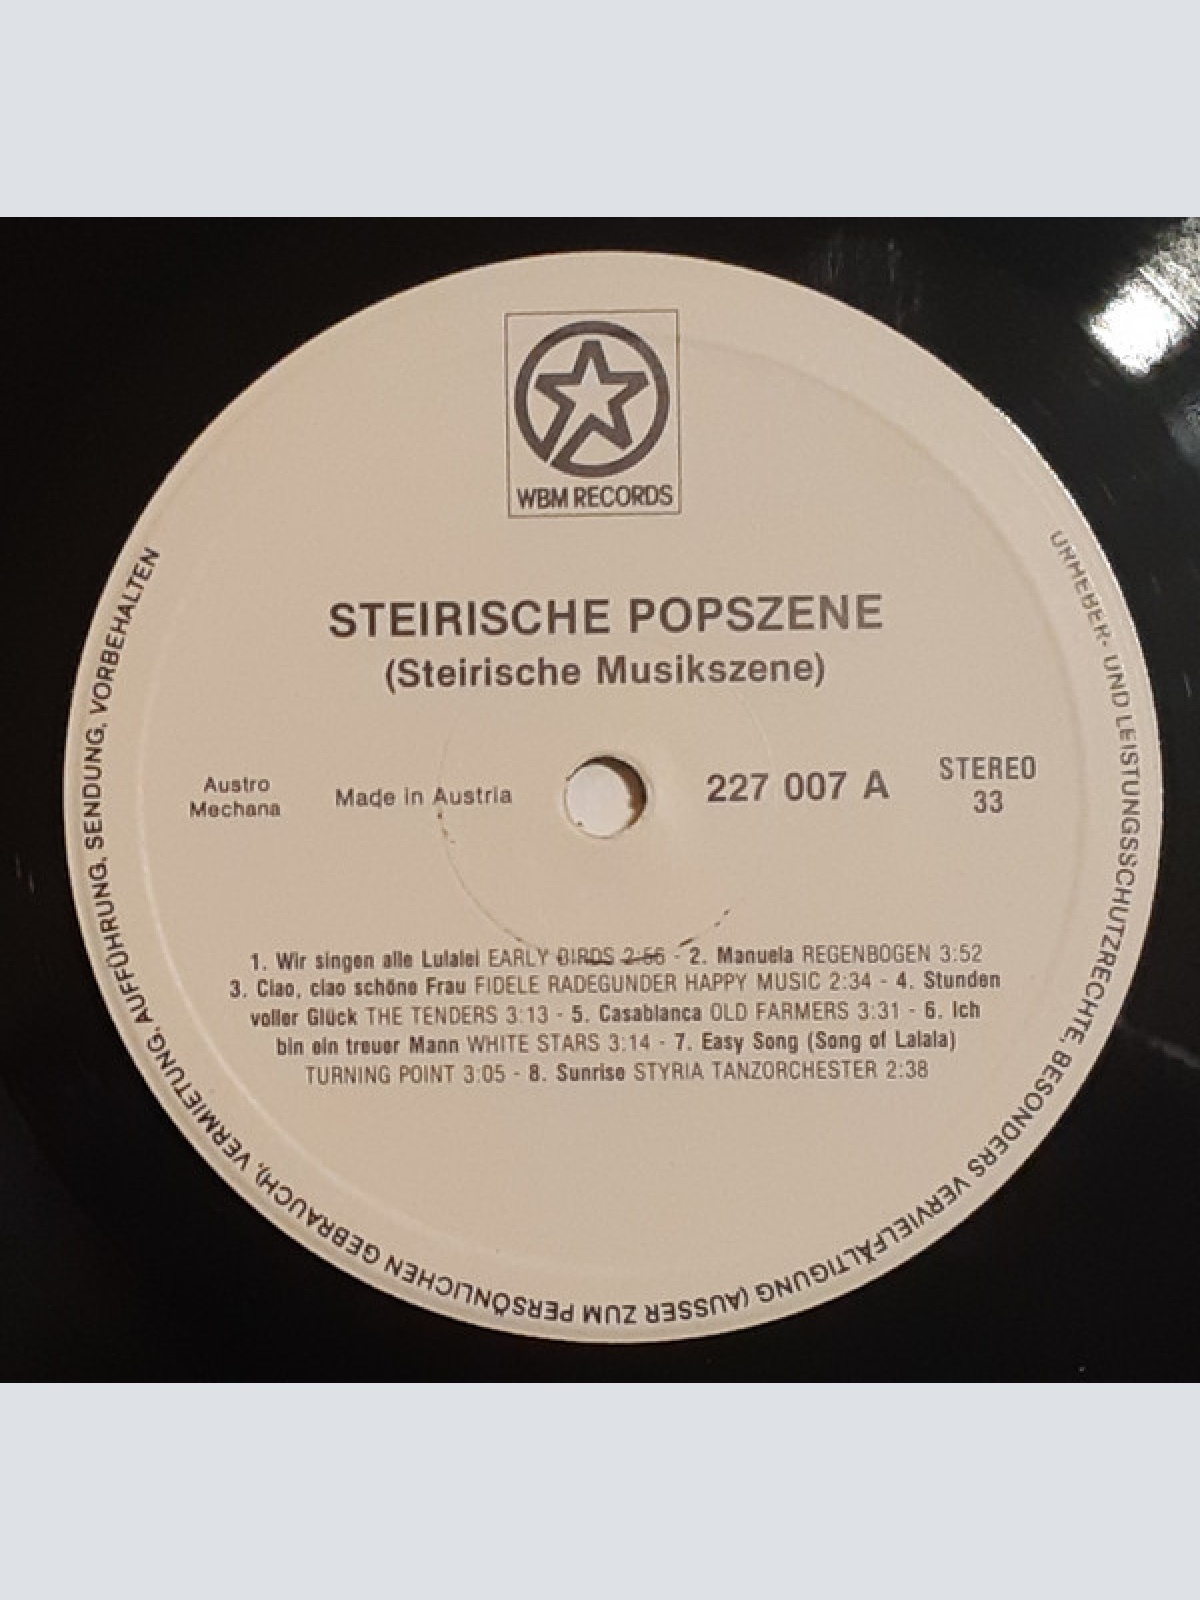 WBM RECORDS
STEIRISCHE POPSZENE
(Steirische Musikszene)
Austro
Mechana
Made in Austria
227 007 A
STEREO
33
1. Wir singen alle Lulalei EARLY BIRDS 2:56 - 2. Manuela REGENBOGEN 3:52
3. Ciao, ciao schöne Frau FIDELE RADEGUNDER HAPPY MUSIC 2:34 - 4. Stunden
voller Glück THE TENDERS 3:13 - 5. Casablanca OLD FARMERS 3:31 - 6. Ich
bin ein treuer Mann WHITE STARS 3:14 - 7. Easy Song (Song of Lalala)
TURNING POINT 3:05 - 8. Sunrise STYRIA TANZORCHESTER 2:38
URHEBER- UND LEISTUNGSSCHUTZRECHTE, BESONDERS VERVIELFÄLTIGUNG (AUSSER ZUM PERSÖNLICHEN GEBRAUCH), VERMIETUNG, AUFFÜHRUNG, SENDUNG, VORBEHALTEN